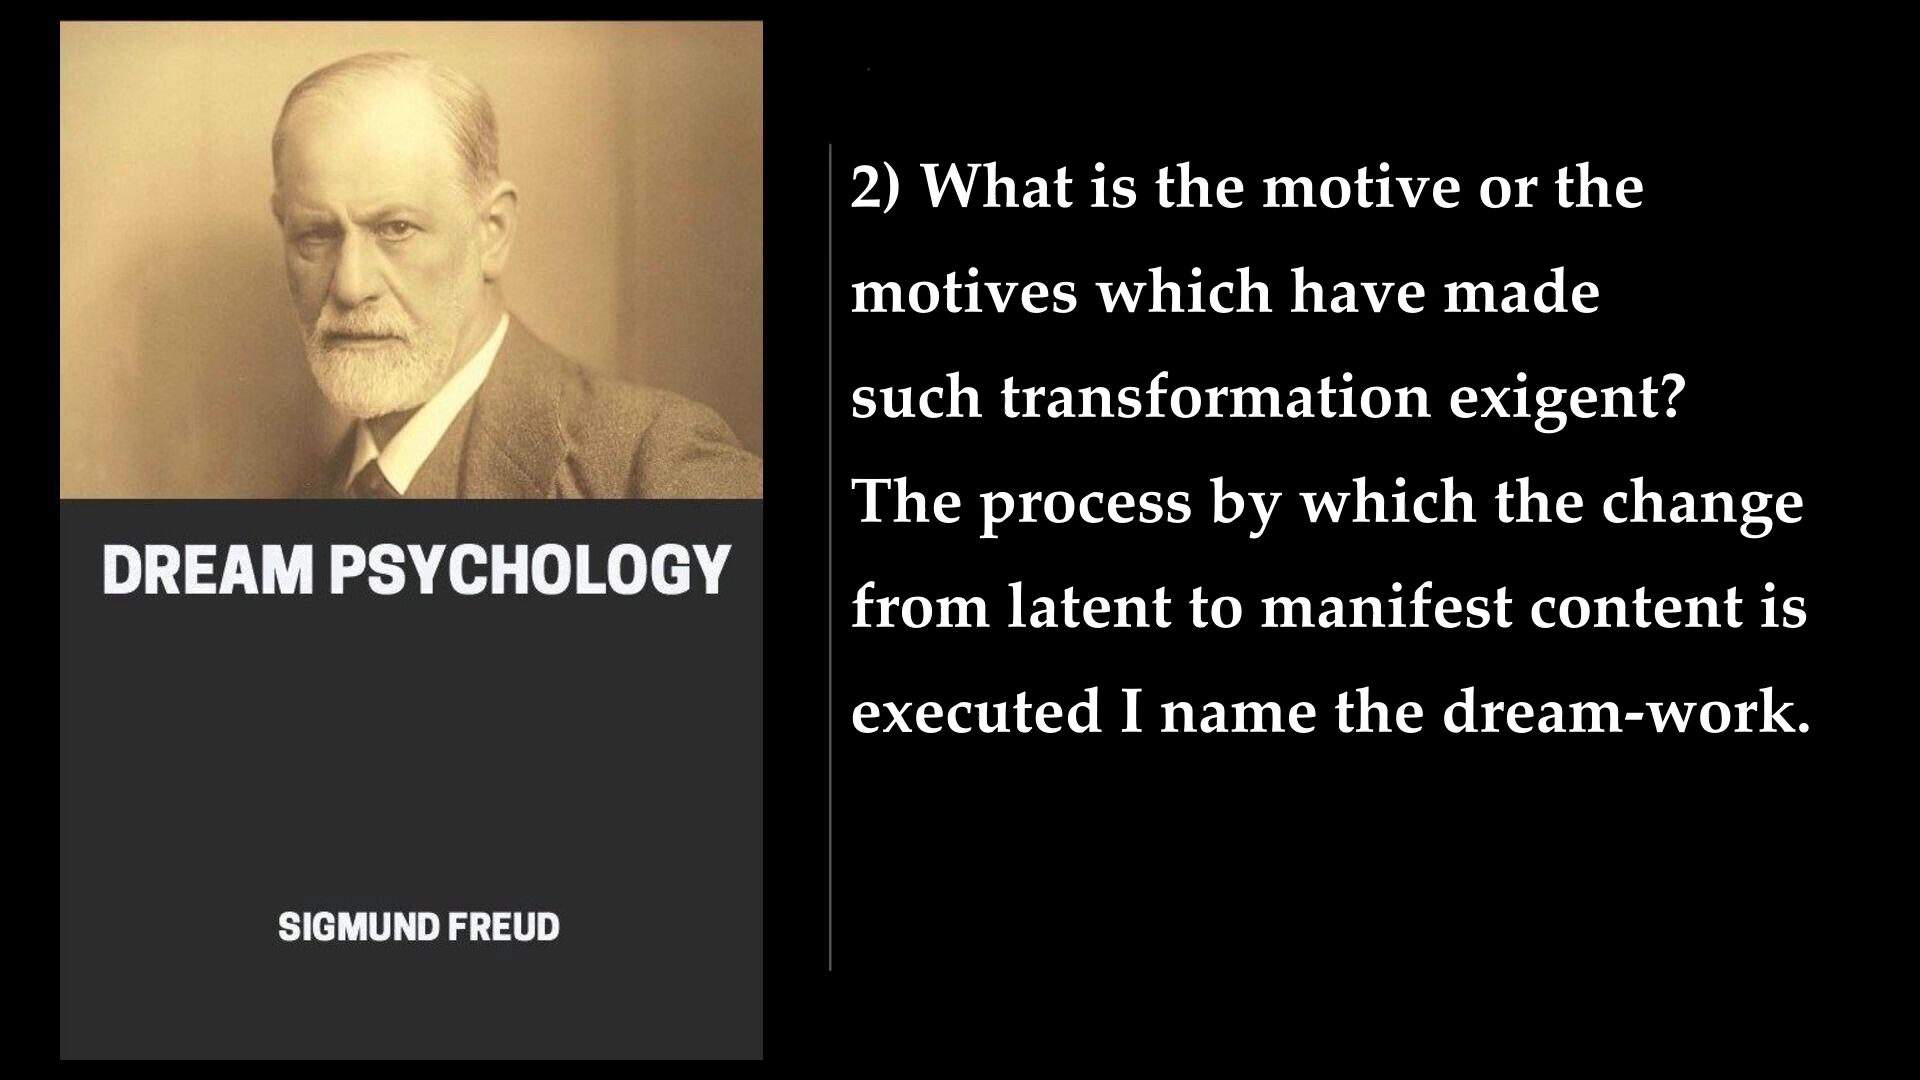 DREAM PSYCHOLOGY
SIGMUND FREUD
2) What is the motive or the
motives which have made
such transformation exigent?
The process by which the change
from latent to manifest content is
executed I name the dream-work.